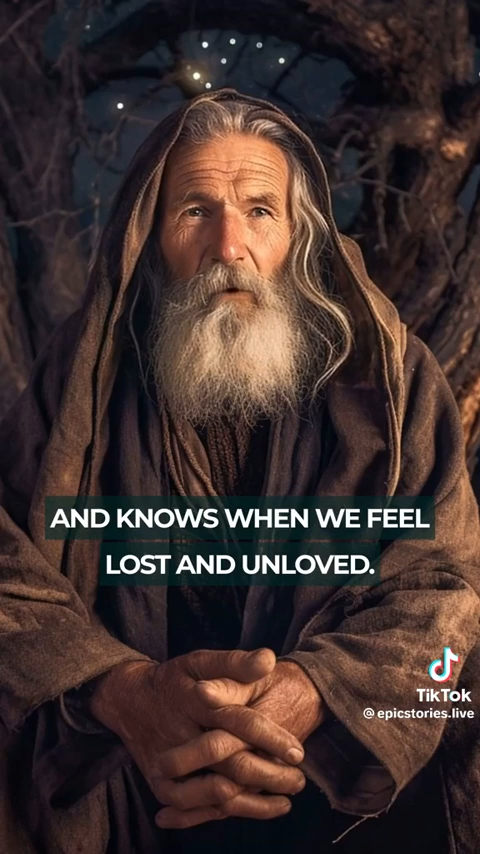 AND KNOWS WHEN WE FEEL
LOST AND UNLOVED.
TikTok
@epicstories.live